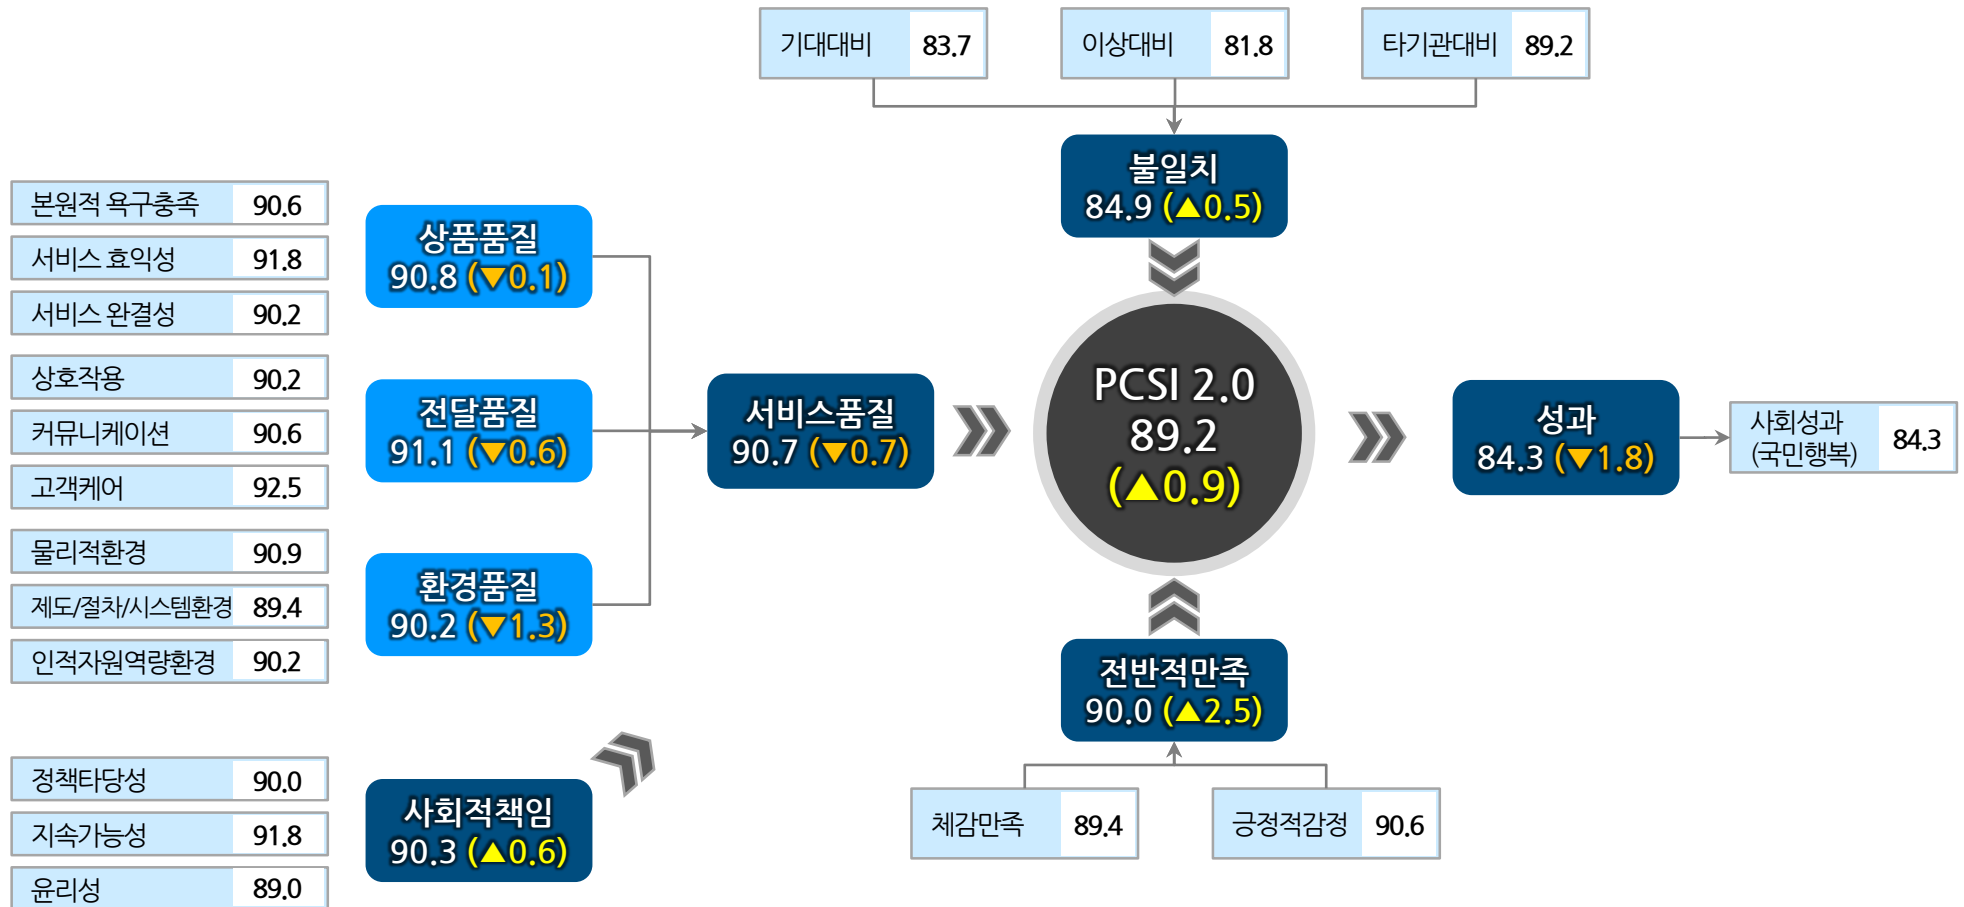 기대대비 83.7
이상대비 81.8
타기관대비 89.2
불일치
84.9 (▲0.5)
본원적 욕구충족 90.6
서비스 효익성 91.8
서비스 완결성 90.2
상품품질
90.8 (▼0.1)
상호작용 90.2
커뮤니케이션 90.6
고객케어 92.5
전달품질
91.1 (▼0.6)
물리적환경 90.9
제도/절차/시스템환경 89.4
인적자원역량환경 90.2
환경품질
90.2 (▼1.3)
서비스품질
90.7 (▼0.7)
PCSI 2.0
89.2
(▲0.9)
성과
84.3 (▼1.8)
사회성과
(국민행복) 84.3
전반적만족
90.0 (▲2.5)
체감만족 89.4
긍정적감정 90.6
정책타당성 90.0
지속가능성 91.8
윤리성 89.0
사회적책임
90.3 (▲0.6)